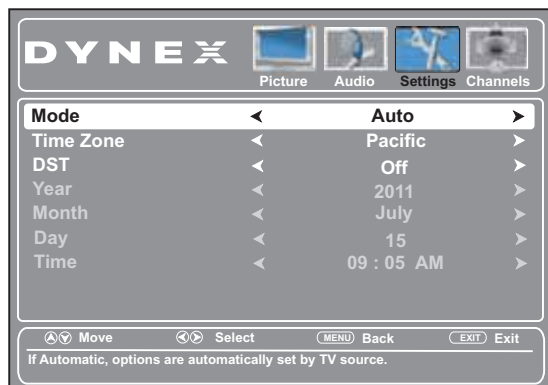 DYNEX
Picture Audio Settings Channels
Mode Auto
Time Zone Pacific
DST Off
Year 2011
Month July
Day 15
Time 09 : 05 AM
Move Select MENU Back EXIT Exit
If Automatic, options are automatically set by TV source.